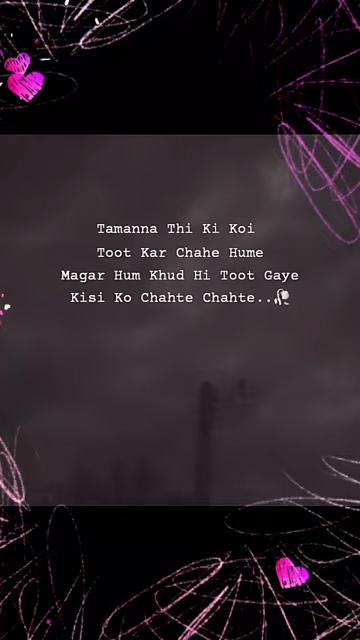 Tamanna Thi Ki Koi
Toot Kar Chahe Hume
Magar Hum Khud Hi Toot Gaye
Kisi Ko Chahte Chahte..🥀